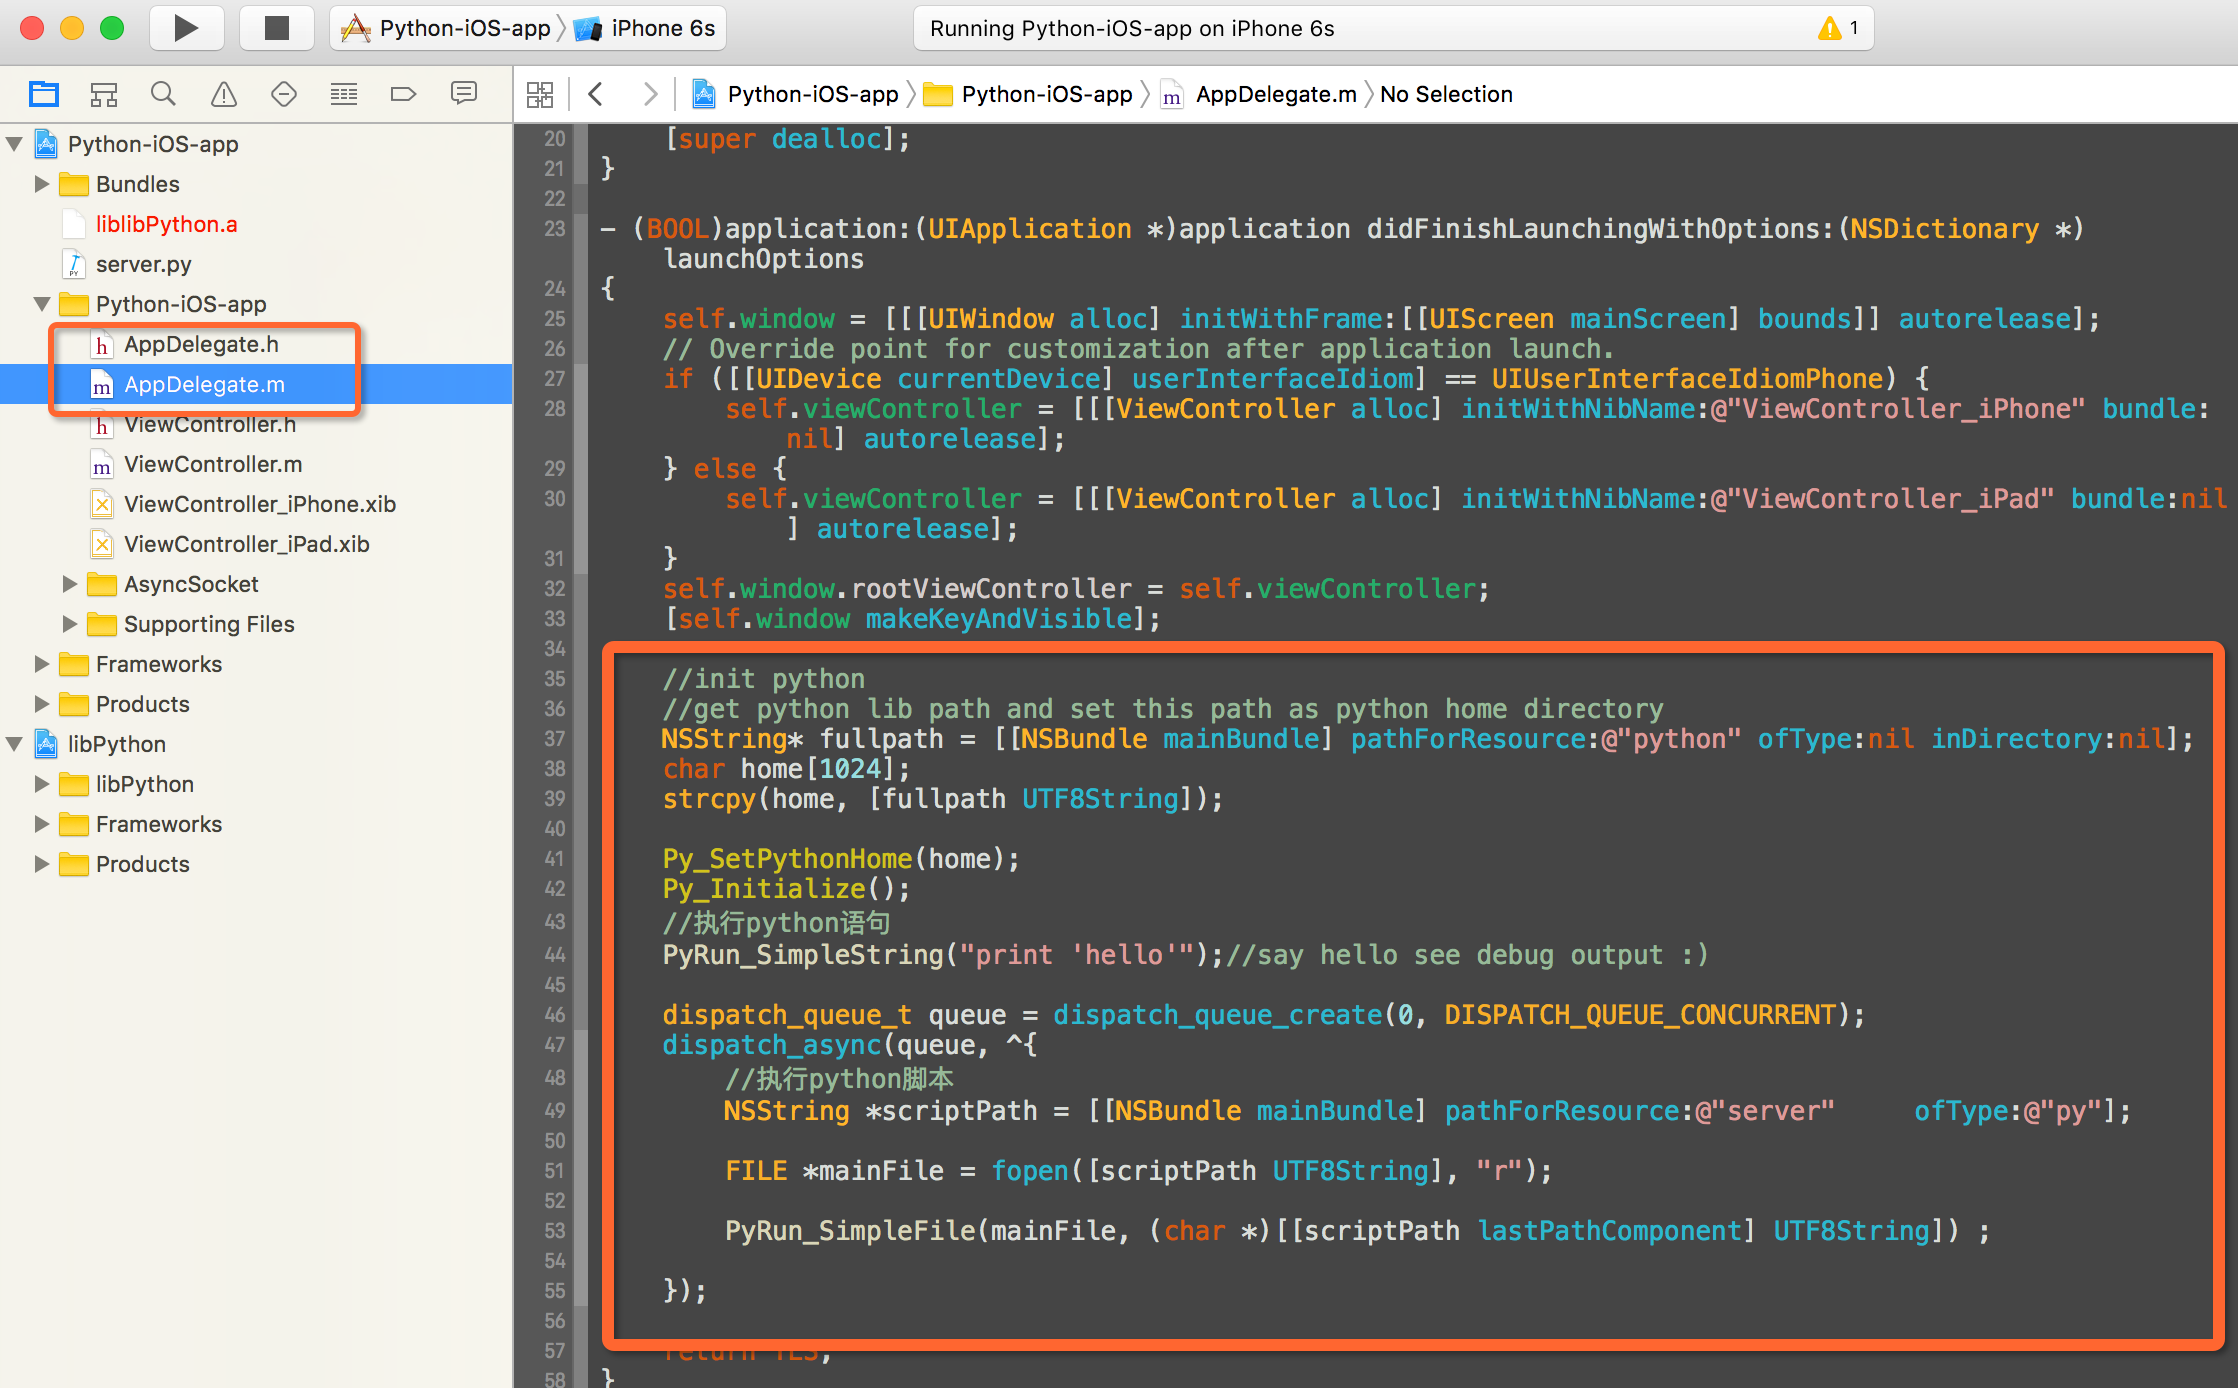 Python-iOS-app iPhone 6s
Running Python-iOS-app on iPhone 6s 1
Python-iOS-app Python-iOS-app AppDelegate.m No Selection
Python-iOS-app
Bundles
liblibPython.a
server.py
Python-iOS-app
AppDelegate.h
AppDelegate.m
ViewController.h
ViewController.m
ViewController_iPhone.xib
ViewController_iPad.xib
AsyncSocket
Supporting Files
Frameworks
Products
libPython
libPython
Frameworks
Products
20 [super dealloc];
21 }
22
23 - (BOOL)application:(UIApplication *)application didFinishLaunchingWithOptions:(NSDictionary *)
launchOptions
24 {
25 self.window = [[[UIWindow alloc] initWithFrame:[[UIScreen mainScreen] bounds]] autorelease];
26 // Override point for customization after application launch.
27 if ([[UIDevice currentDevice] userInterfaceIdiom] == UIUserInterfaceIdiomPhone) {
28 self.viewController = [[[ViewController alloc] initWithNibName:@"ViewController_iPhone" bundle:
nil] autorelease];
29 } else {
30 self.viewController = [[[ViewController alloc] initWithNibName:@"ViewController_iPad" bundle:nil
] autorelease];
31 }
32 self.window.rootViewController = self.viewController;
33 [self.window makeKeyAndVisible];
34
35 //init python
36 //get python lib path and set this path as python home directory
37 NSString* fullpath = [[NSBundle mainBundle] pathForResource:@"python" ofType:nil inDirectory:nil];
38 char home[1024];
39 strcpy(home, [fullpath UTF8String]);
40
41 Py_SetPythonHome(home);
42 Py_Initialize();
43 //执行python语句
44 PyRun_SimpleString("print 'hello'");//say hello see debug output :)
45
46 dispatch_queue_t queue = dispatch_queue_create(0, DISPATCH_QUEUE_CONCURRENT);
47 dispatch_async(queue, ^{
48 //执行python脚本
49 NSString *scriptPath = [[NSBundle mainBundle] pathForResource:@"server" ofType:@"py"];
50
51 FILE *mainFile = fopen([scriptPath UTF8String], "r");
52
53 PyRun_SimpleFile(mainFile, (char *)[[scriptPath lastPathComponent] UTF8String]) ;
54
55 });
56
57 return YES;
58 }